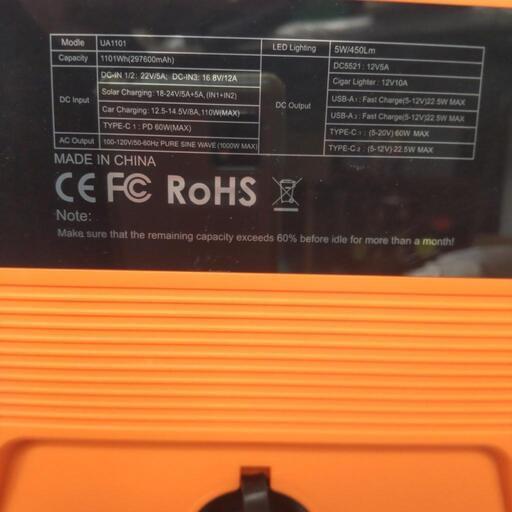 Modle UA1101 LED Lighting 5W/450Lm
Capacity 1101Wh(297600mAh)
DC Input
DC-IN 1/2: 22V/5A; DC-IN3: 16.8V/12A
Solar Charging: 18-24V/5A+5A, (IN1+IN2)
Car Charging: 12.5-14.5V/8A,110W(MAX)
TYPE-C 1: PD 60W(MAX)
AC Output 100-120V/50-60Hz PURE SINE WAVE (1000W MAX)
DC Output
DC5521: 12V5A
Cigar Lighter: 12V10A
USB-A1: Fast Charge(5-12V)22.5W MAX
USB-A2: Fast Charge(5-12V)22.5W MAX
TYPE-C1: (5-20V) 60W MAX
TYPE-C2: (5-12V) 22.5W MAX
MADE IN CHINA
CE FC RoHS
Note:
Make sure that the remaining capacity exceeds 60% before idle for more than a month!